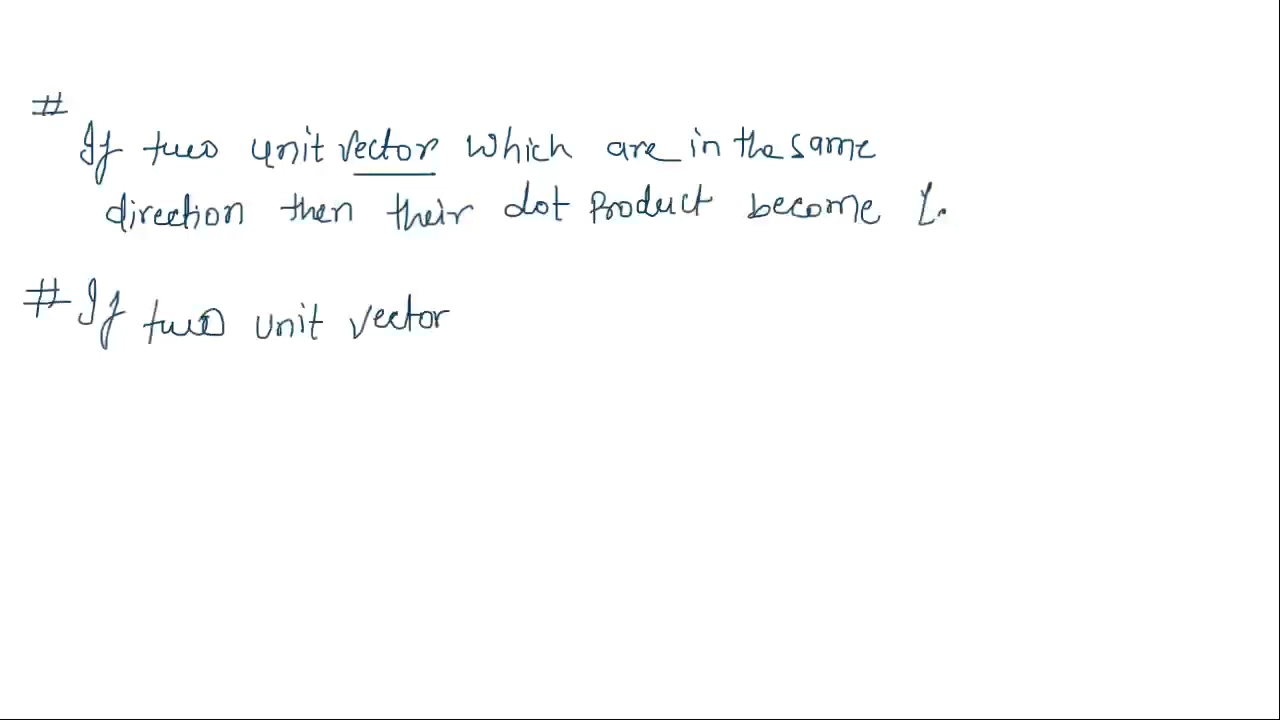 #
If two unit vector which are in the same
direction then their dot Product become 1.
# If two unit vector